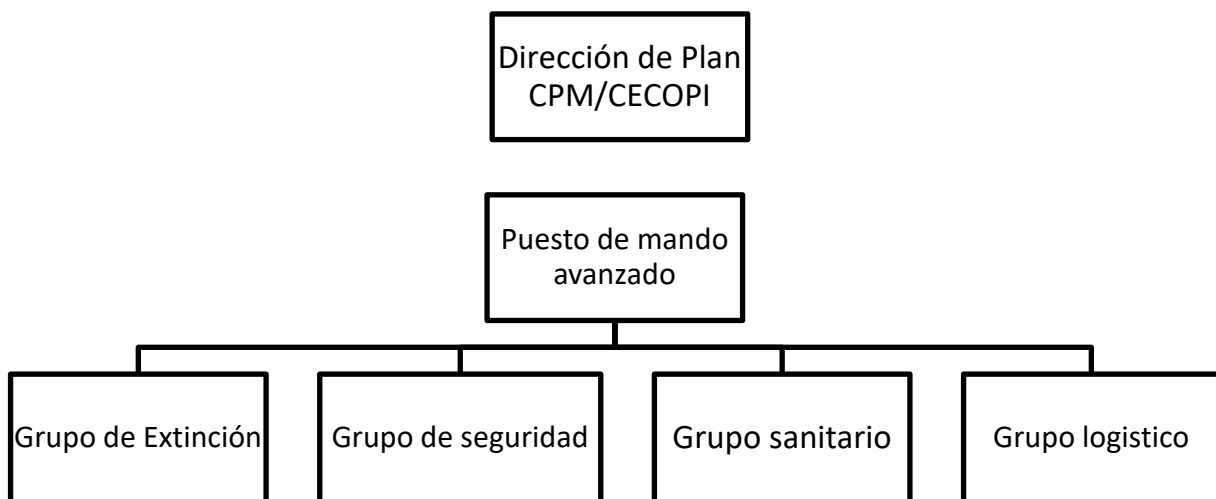 Dirección de Plan
CPM/CECOPI
Puesto de mando
avanzado
Grupo de Extinción
Grupo de seguridad
Grupo sanitario
Grupo logistico